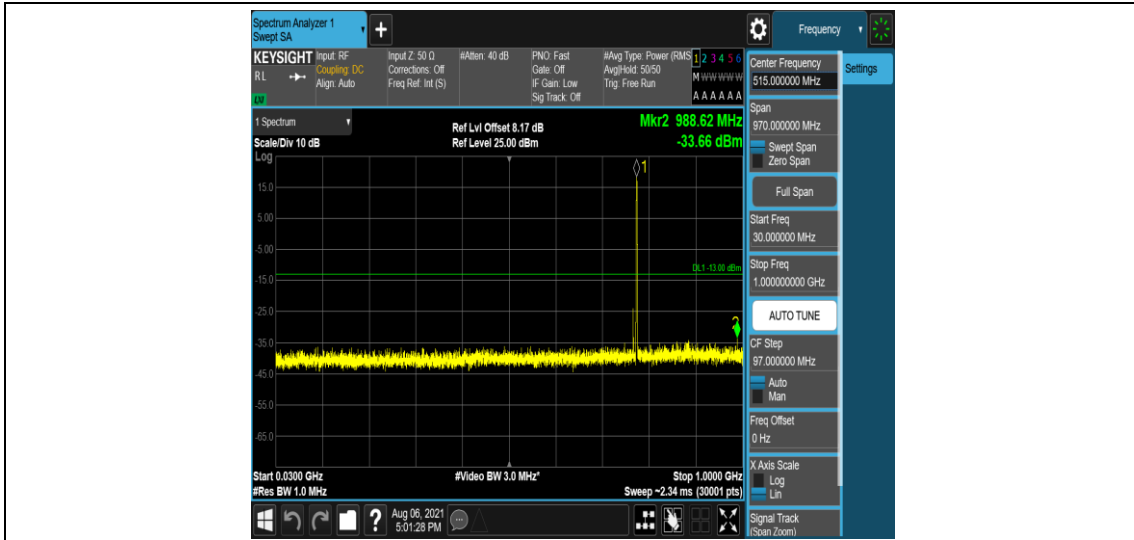 Spectrum Analyzer 1
Swept SA
Frequency
KEYSIGHT
R L
Input: RF
Coupling: DC
Align: Auto
Input Z: 50 Ω
Corrections: Off
Freq Ref: Int (S)
#Atten: 40 dB
PNO: Fast
Gate: Off
IF Gain: Low
Sig Track: Off
#Avg Type: Power (RMS
Avg|Hold: 50/50
Trig: Free Run
1 2 3 4 5 6
M W W W W W
A A A A A A
Center Frequency
515.000000 MHz
Settings
1 Spectrum
Scale/Div 10 dB
Ref Lvl Offset 8.17 dB
Ref Level 25.00 dBm
Mkr2 988.62 MHz
-33.66 dBm
Log
15.0
5.00
-5.00
-15.0
-25.0
-35.0
-45.0
-55.0
-65.0
1
DL1 -13.00 dBm
2
Start 0.0300 GHz
#Res BW 1.0 MHz
#Video BW 3.0 MHz*
Stop 1.0000 GHz
Sweep ~2.34 ms (30001 pts)
Span
970.000000 MHz
Swept Span
Zero Span
Full Span
Start Freq
30.000000 MHz
Stop Freq
1.000000000 GHz
AUTO TUNE
CF Step
97.000000 MHz
Auto
Man
Freq Offset
0 Hz
X Axis Scale
Log
Lin
Signal Track
(Span Zoom)
?
Aug 06, 2021
5:01:28 PM